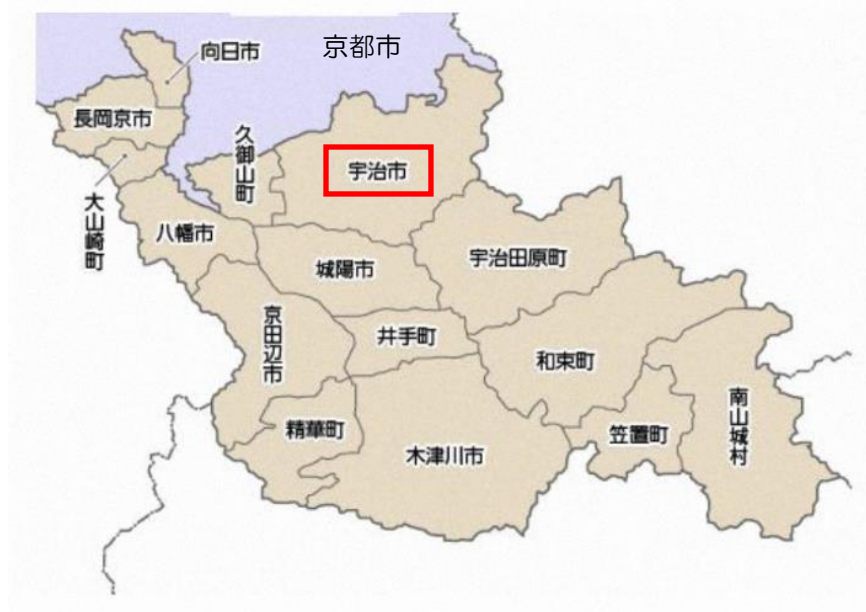 京都市
向日市
長岡京市
久御山町
宇治市
大山崎町
八幡市
城陽市
宇治田原町
京田辺市
井手町
和束町
南山城村
精華町
笠置町
木津川市